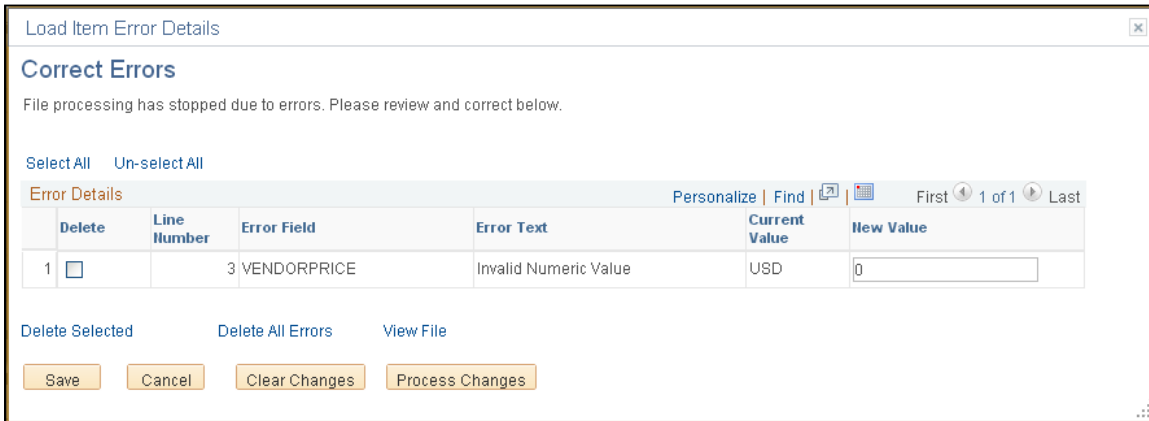 Load Item Error Details
Correct Errors
File processing has stopped due to errors. Please review and correct below.
Select All Un-select All
Error Details Personalize | Find | | First 1 of 1 Last
Delete Line Number Error Field Error Text Current Value New Value
1 3 VENDORPRICE Invalid Numeric Value USD 0
Delete Selected Delete All Errors View File
Save Cancel Clear Changes Process Changes